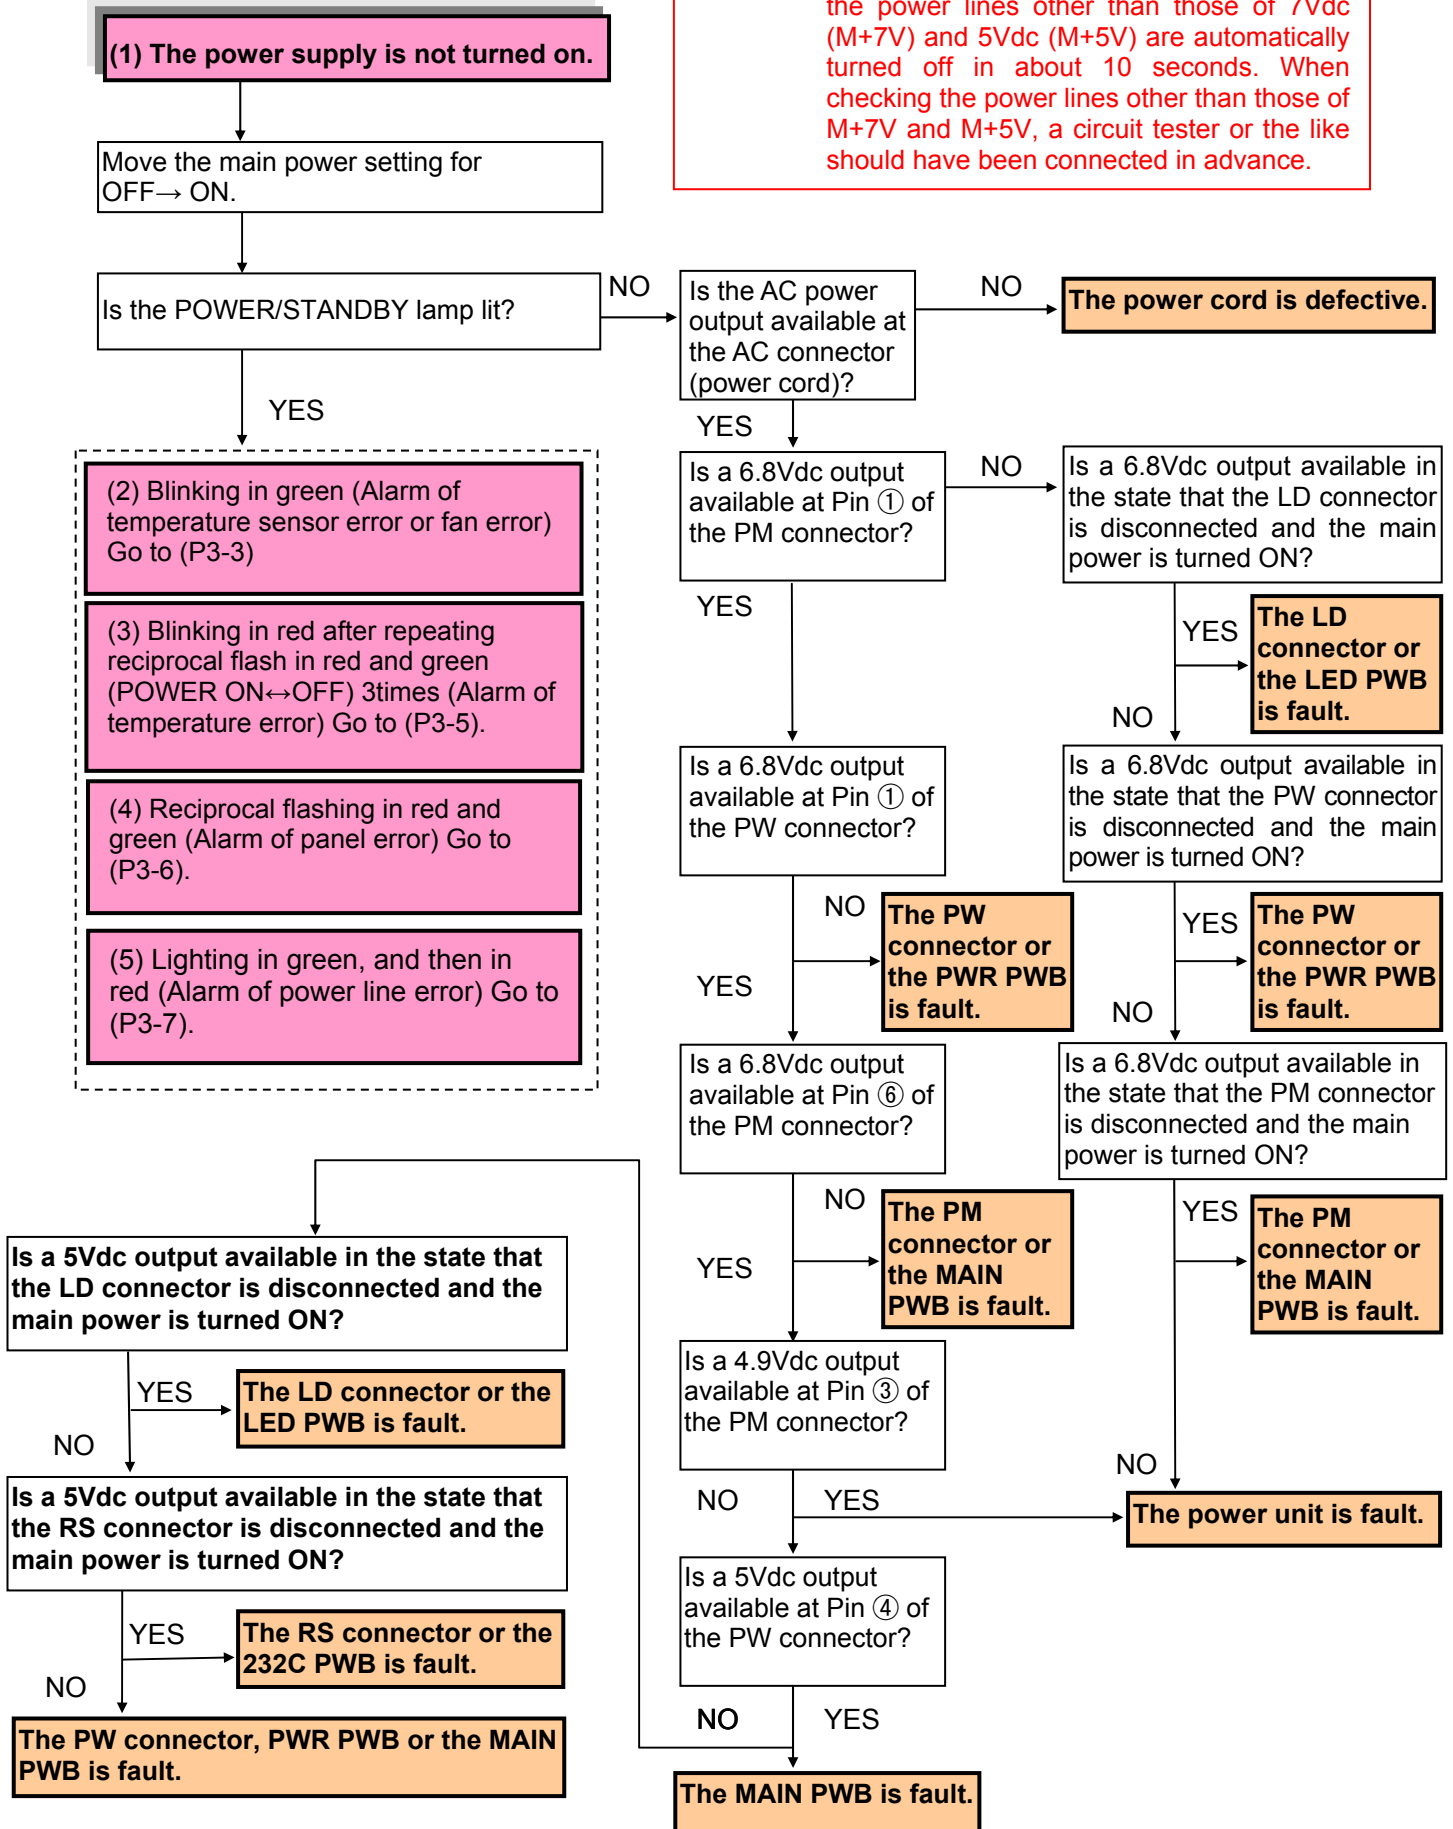 the power lines other than those of 7Vdc
(M+7V) and 5Vdc (M+5V) are automatically
turned off in about 10 seconds. When
checking the power lines other than those of
M+7V and M+5V, a circuit tester or the like
should have been connected in advance.
(1) The power supply is not turned on.
Move the main power setting for
OFF→ ON.
Is the POWER/STANDBY lamp lit?
NO
Is the AC power
output available at
the AC connector
(power cord)?
NO
The power cord is defective.
YES
YES
(2) Blinking in green (Alarm of
temperature sensor error or fan error)
Go to (P3-3)
(3) Blinking in red after repeating
reciprocal flash in red and green
(POWER ON↔OFF) 3times (Alarm of
temperature error) Go to (P3-5).
(4) Reciprocal flashing in red and
green (Alarm of panel error) Go to
(P3-6).
(5) Lighting in green, and then in
red (Alarm of power line error) Go to
(P3-7).
Is a 6.8Vdc output
available at Pin ① of
the PM connector?
NO
Is a 6.8Vdc output available in
the state that the LD connector
is disconnected and the main
power is turned ON?
YES
YES
The LD
connector or
the LED PWB
is fault.
NO
Is a 6.8Vdc output
available at Pin ① of
the PW connector?
Is a 6.8Vdc output available in
the state that the PW connector
is disconnected and the main
power is turned ON?
NO
The PW
connector or
the PWR PWB
is fault.
YES
YES
The PW
connector or
the PWR PWB
is fault.
NO
Is a 6.8Vdc output
available at Pin ⑥ of
the PM connector?
Is a 6.8Vdc output available in
the state that the PM connector
is disconnected and the main
power is turned ON?
NO
The PM
connector or
the MAIN
PWB is fault.
YES
YES
The PM
connector or
the MAIN
PWB is fault.
NO
Is a 4.9Vdc output
available at Pin ③ of
the PM connector?
NO
YES
The power unit is fault.
Is a 5Vdc output
available at Pin ④ of
the PW connector?
NO
YES
The MAIN PWB is fault.
Is a 5Vdc output available in the state that
the LD connector is disconnected and the
main power is turned ON?
YES
The LD connector or the
LED PWB is fault.
NO
Is a 5Vdc output available in the state that
the RS connector is disconnected and the
main power is turned ON?
YES
The RS connector or the
232C PWB is fault.
NO
The PW connector, PWR PWB or the MAIN
PWB is fault.